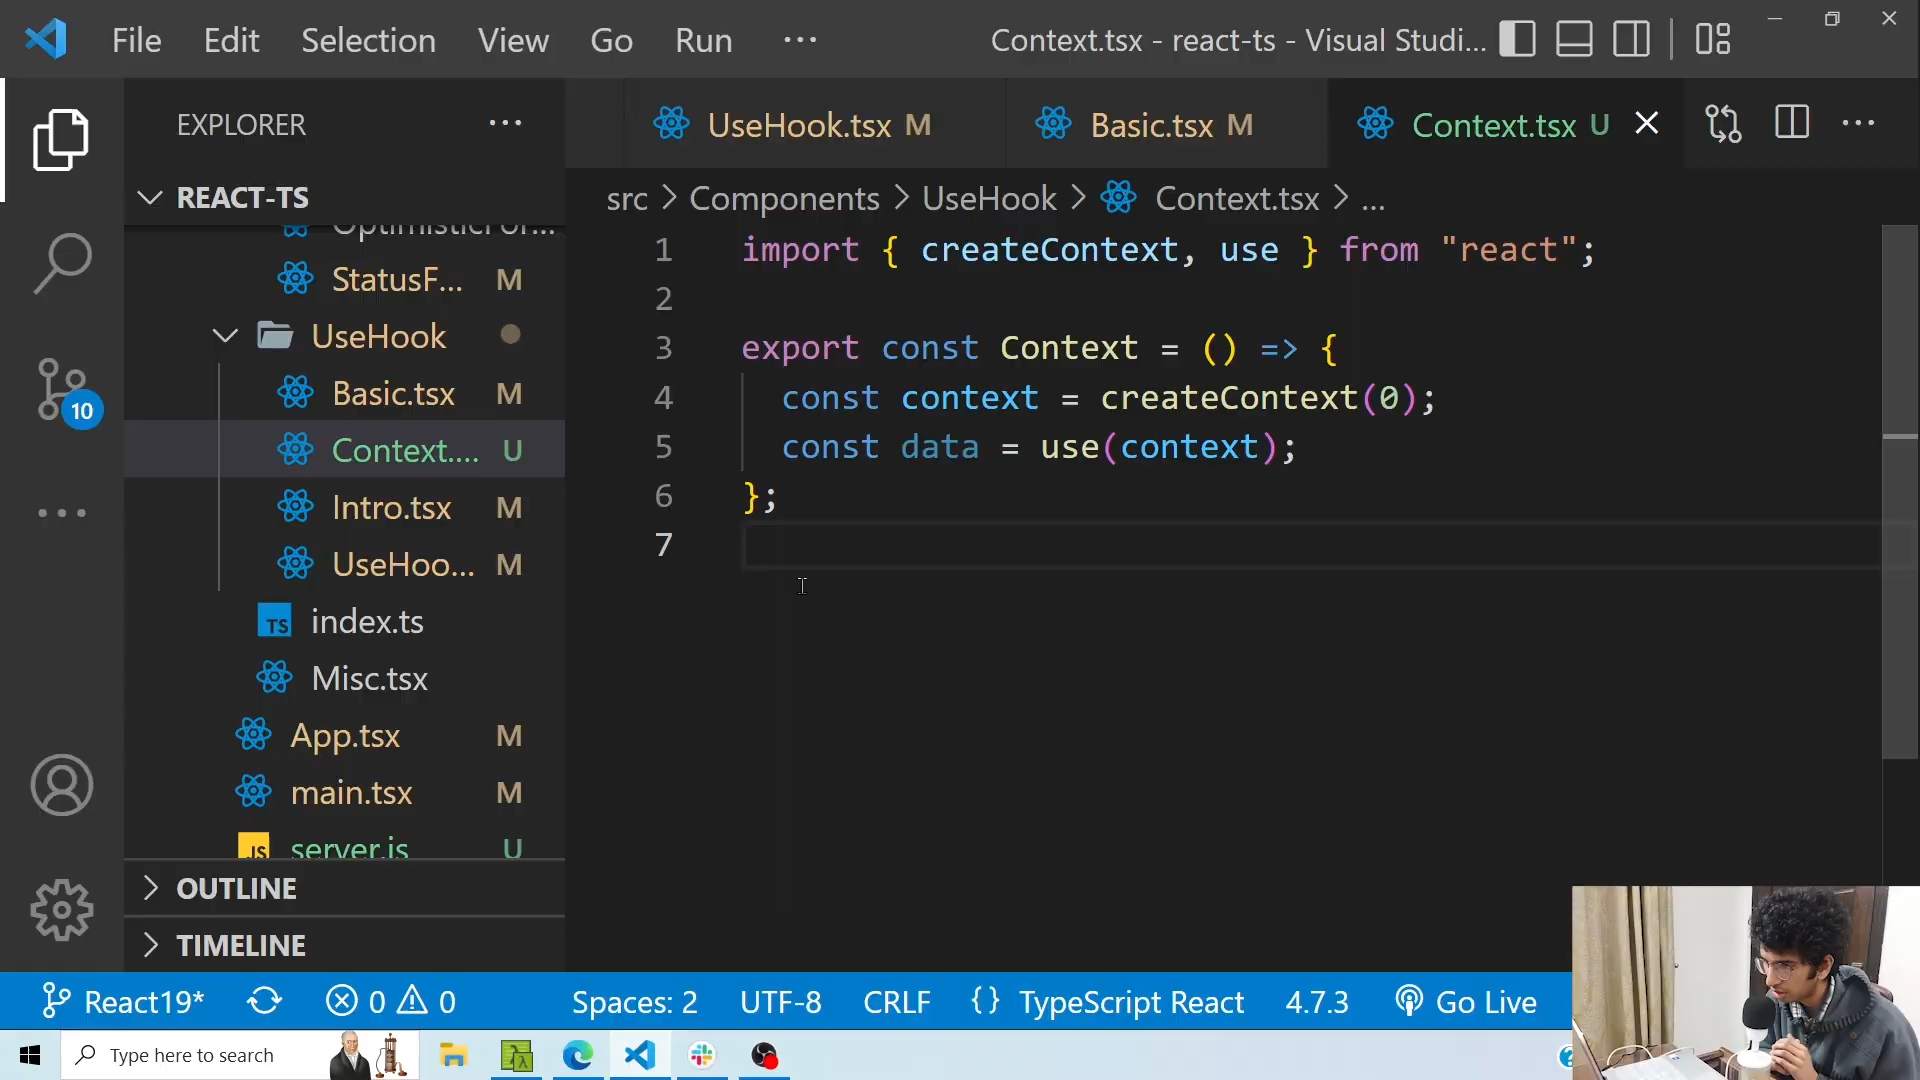 File Edit Selection View Go Run ... Context.tsx - react-ts - Visual Studi...
EXPLORER ...
UseHook.tsx M Basic.tsx M Context.tsx U
REACT-TS
src > Components > UseHook > Context.tsx > ...
OptimisticFor...
StatusF... M
UseHook
Basic.tsx M
Context.... U
Intro.tsx M
UseHoo... M
TS index.ts
Misc.tsx
App.tsx M
main.tsx M
JS server.js U
OUTLINE
TIMELINE
10
1 import { createContext, use } from "react";
2
3 export const Context = () => {
4 const context = createContext(0);
5 const data = use(context);
6 };
7
React19* 0 0 Spaces: 2 UTF-8 CRLF {} TypeScript React 4.7.3 Go Live
Type here to search